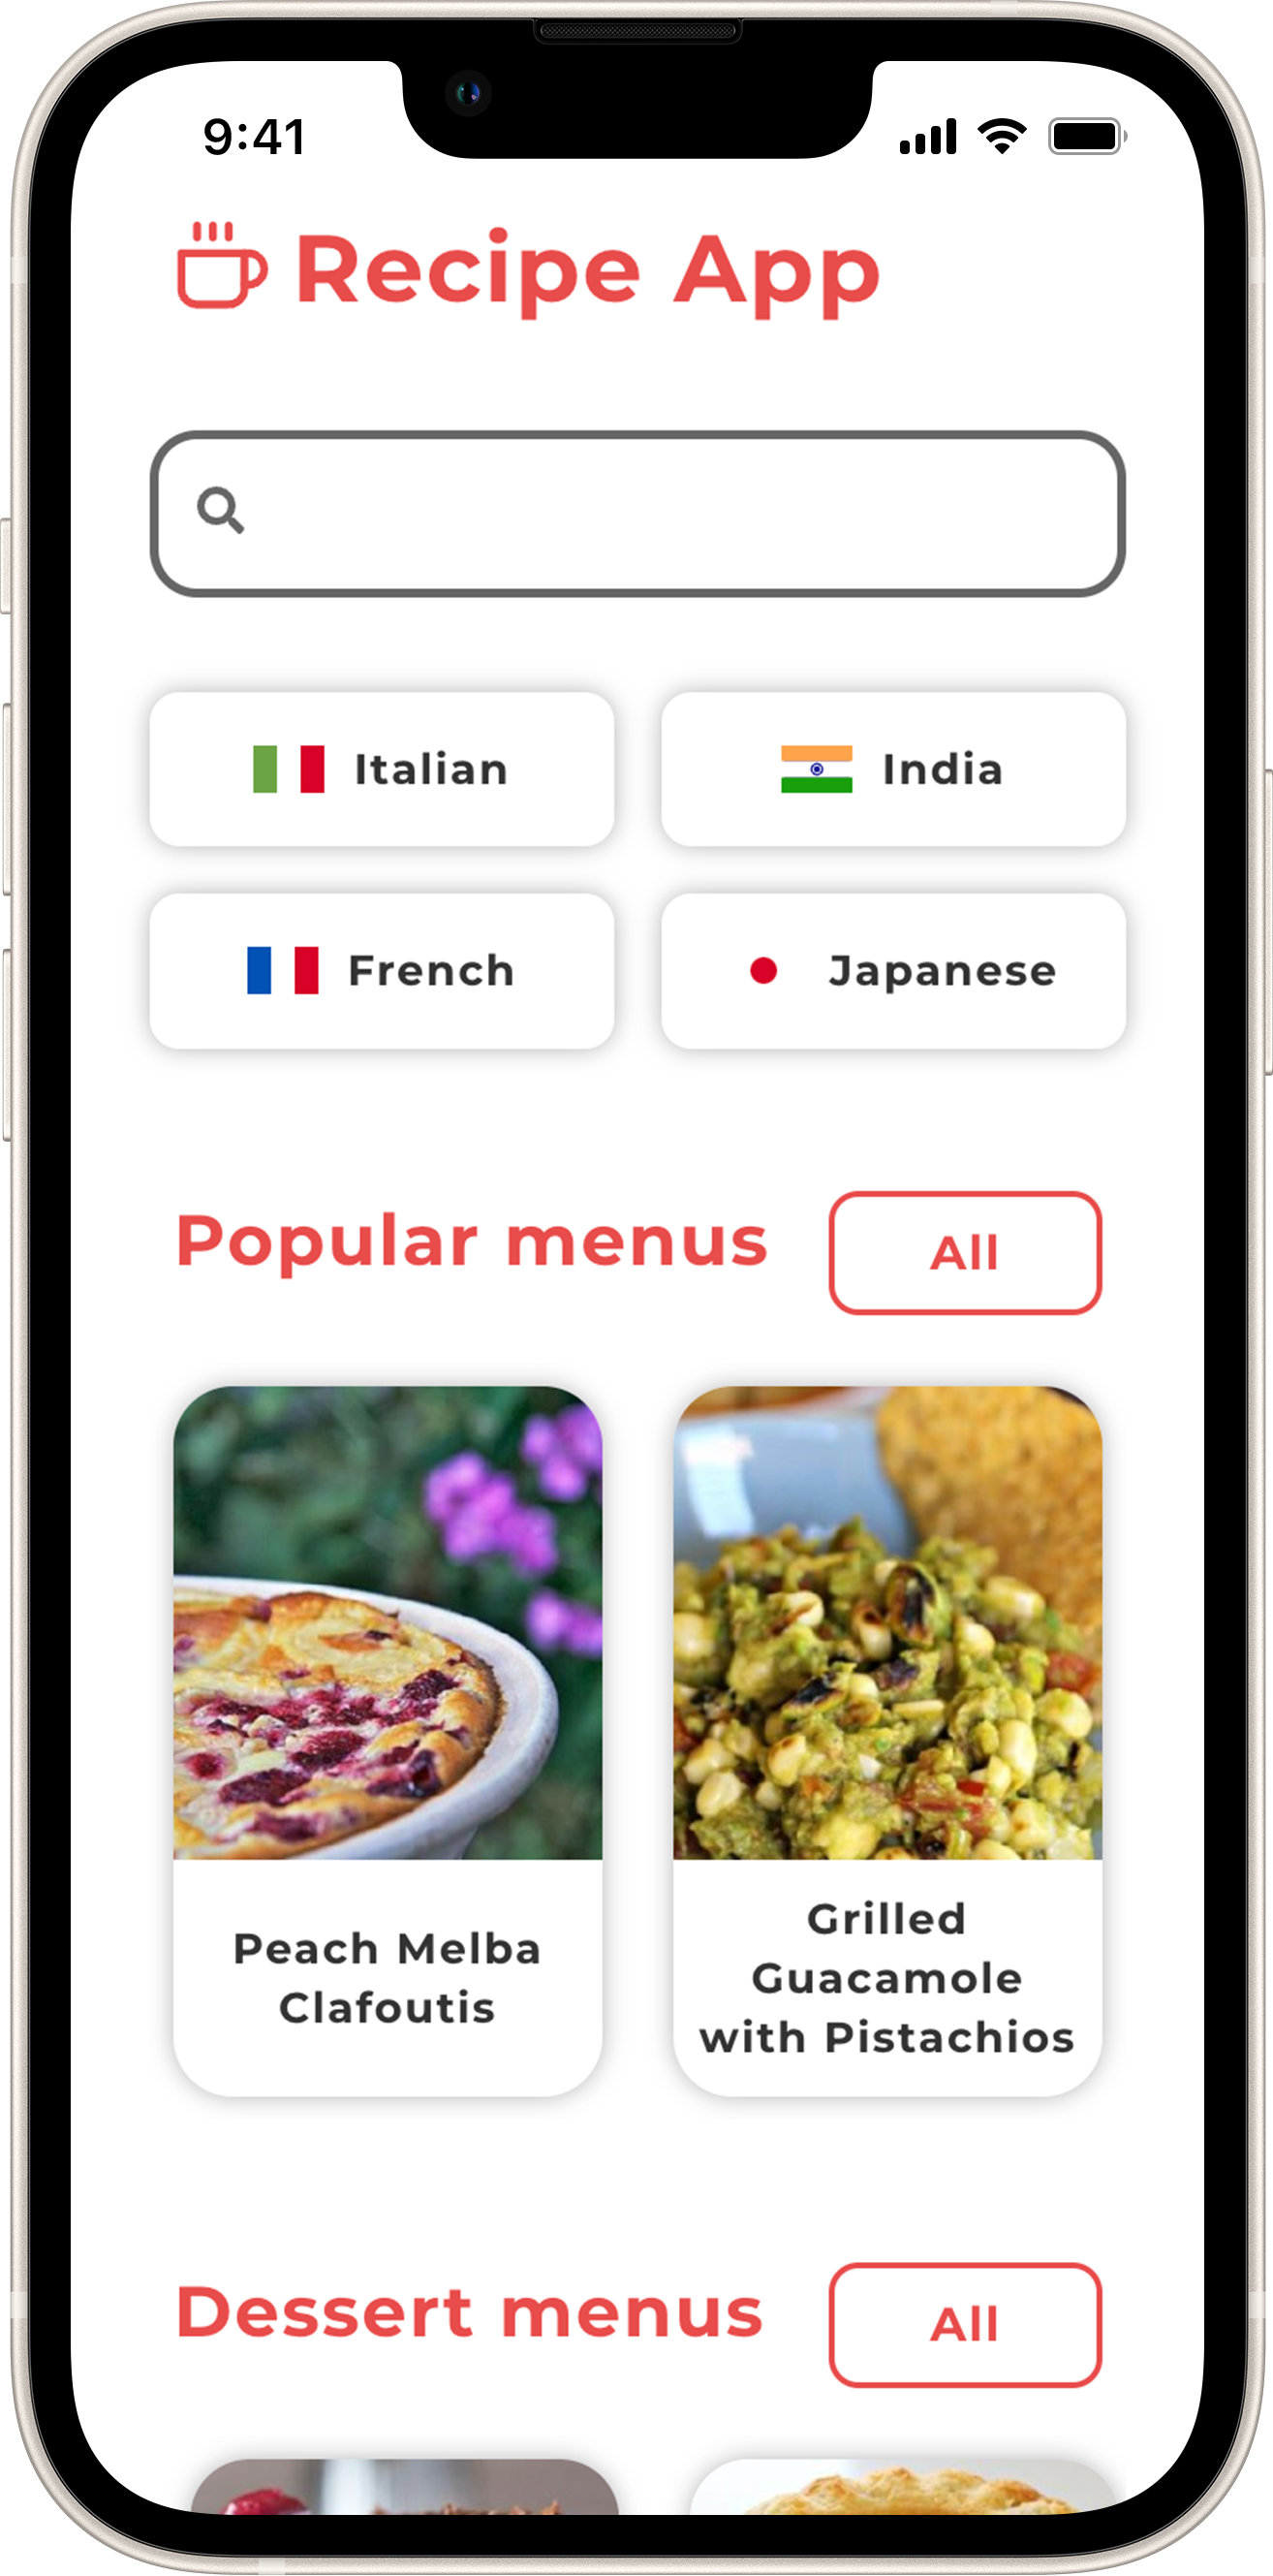 9:41
Recipe App
Italian
India
French
Japanese
Popular menus
All
Peach Melba
Clafoutis
Grilled
Guacamole
with Pistachios
Dessert menus
All